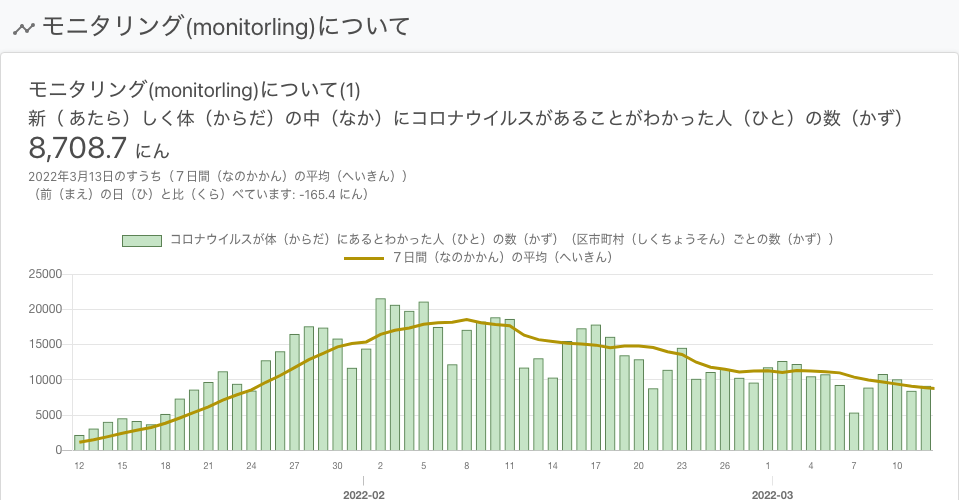 モニタリング(monitorling)について
モニタリング(monitorling)について(1)
新（ あたら）しく体（からだ）の中（なか）にコロナウイルスがあることがわかった人（ひと）の数（かず）
8,708.7 にん
2022年3月13日のすうち（７日間（なのかかん）の平均（へいきん））
（前（まえ）の日（ひ）と比（くら）べています: -165.4 にん）
コロナウイルスが体（からだ）にあるとわかった人（ひと）の数（かず）（区市町村（しくちょうそん）ごとの数（かず））
７日間（なのかかん）の平均（へいきん）
25000
20000
15000
10000
5000
0
12 15 18 21 24 27 30 2 5 8 11 14 17 20 23 26 1 4 7 10
2022-02 2022-03